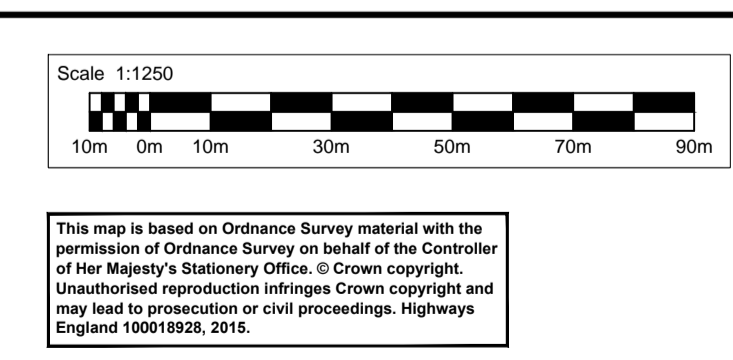 Scale 1:1250
10m 0m 10m 30m 50m 70m 90m
This map is based on Ordnance Survey material with the
permission of Ordnance Survey on behalf of the Controller
of Her Majesty's Stationery Office. © Crown copyright.
Unauthorised reproduction infringes Crown copyright and
may lead to prosecution or civil proceedings. Highways
England 100018928, 2015.